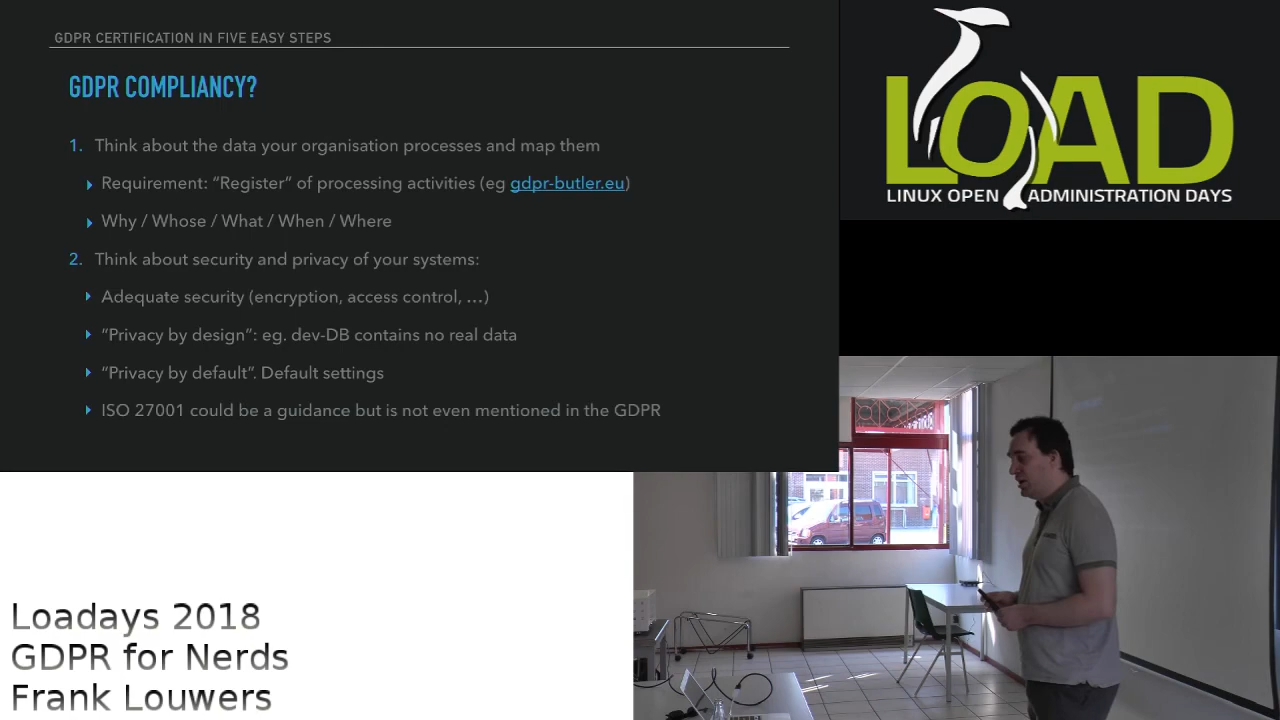 GDPR CERTIFICATION IN FIVE EASY STEPS
GDPR COMPLIANCY?
1. Think about the data your organisation processes and map them
Requirement: “Register” of processing activities (eg gdpr-butler.eu)
Why / Whose / What / When / Where
2. Think about security and privacy of your systems:
Adequate security (encryption, access control, …)
“Privacy by design”: eg. dev-DB contains no real data
“Privacy by default”. Default settings
ISO 27001 could be a guidance but is not even mentioned in the GDPR
LOAD
LINUX OPEN ADMINISTRATION DAYS
Loadays 2018
GDPR for Nerds
Frank Louwers